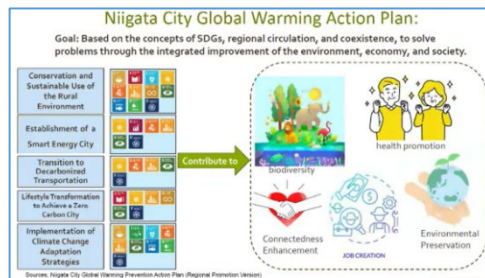 Niigata City Global Warming Action Plan:
Goal: Based on the concepts of SDGs, regional circulation, and coexistence, to solve
problems through the integrated improvement of the environment, economy, and society.
Conservation and
Sustainable Use of
the Rural
Environment
Establishment of a
Smart Energy City
Transition to
Decarbonized
Transportation
Lifestyle Transformation
to Achieve a Zero
Carbon City
Implementation of
Climate Change
Adaptation
Strategies
Contribute to
biodiversity
health promotion
Connectedness
Enhancement
JOB CREATION
Environmental
Preservation
Sources: Niigata City Global Warming Prevention Action Plan (Regional Promotion Version)